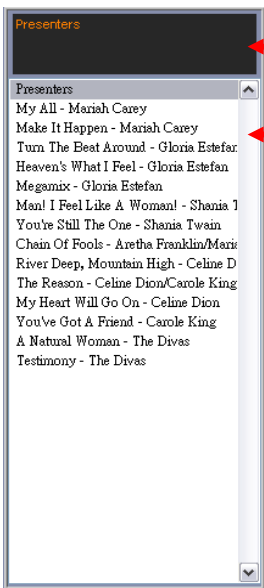 Presenters
Presenters
My All - Mariah Carey
Make It Happen - Mariah Carey
Turn The Beat Around - Gloria Estefan
Heaven's What I Feel - Gloria Estefan
Megamix - Gloria Estefan
Man! I Feel Like A Woman! - Shania T
You're Still The One - Shania Twain
Chain Of Fools - Aretha Franklin/Maria
River Deep, Mountain High - Celine D
The Reason - Celine Dion/Carole King
My Heart Will Go On - Celine Dion
You've Got A Friend - Carole King
A Natural Woman - The Divas
Testimony - The Divas